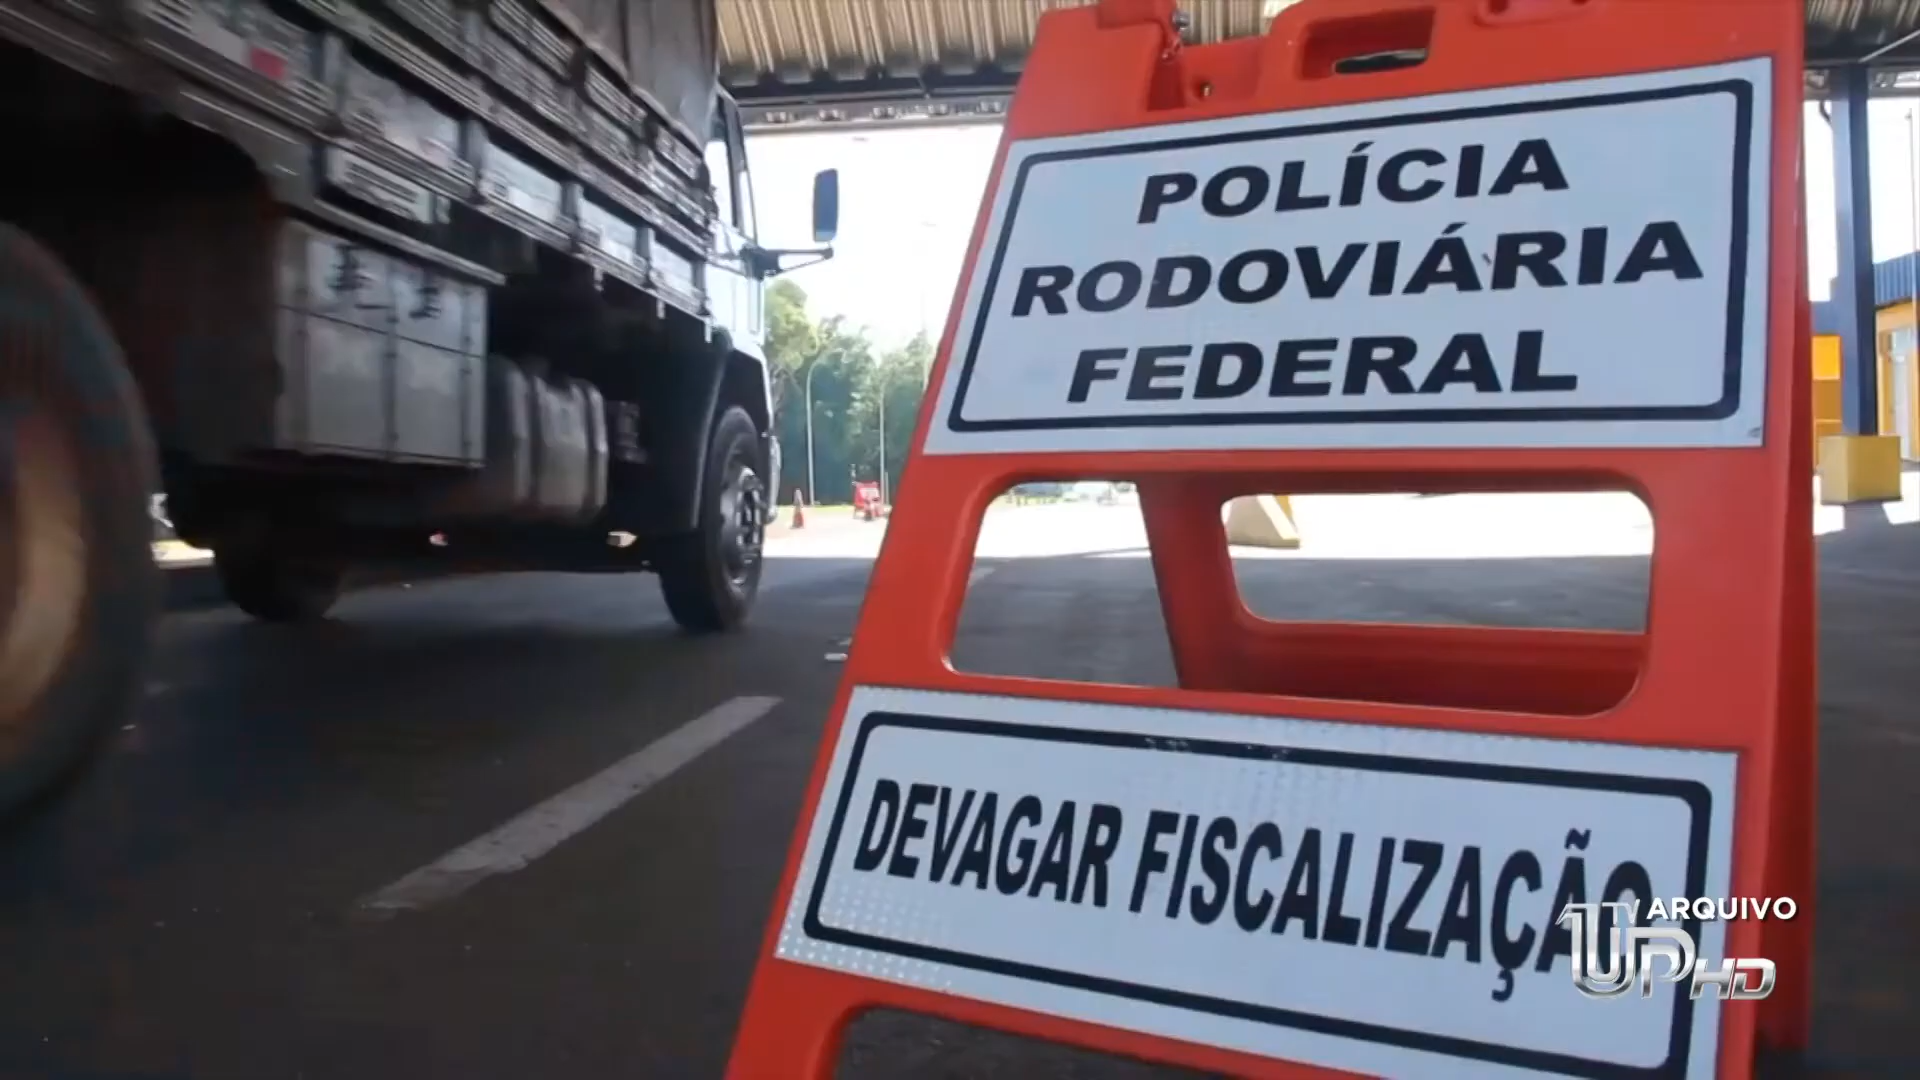 POLÍCIA
RODOVIÁRIA
FEDERAL
DEVAGAR FISCALIZAÇÃO
TV ARQUIVO
UP HD